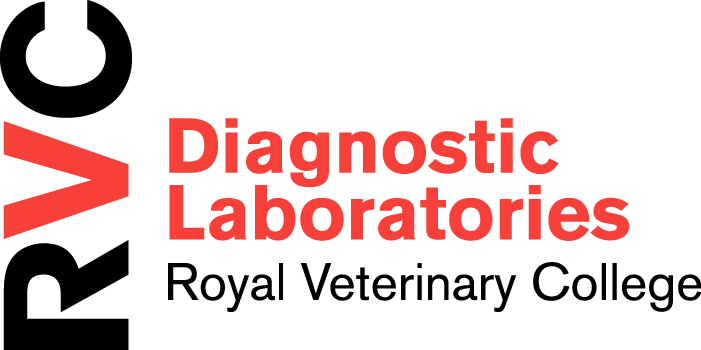 RVC
Diagnostic
Laboratories
Royal Veterinary College